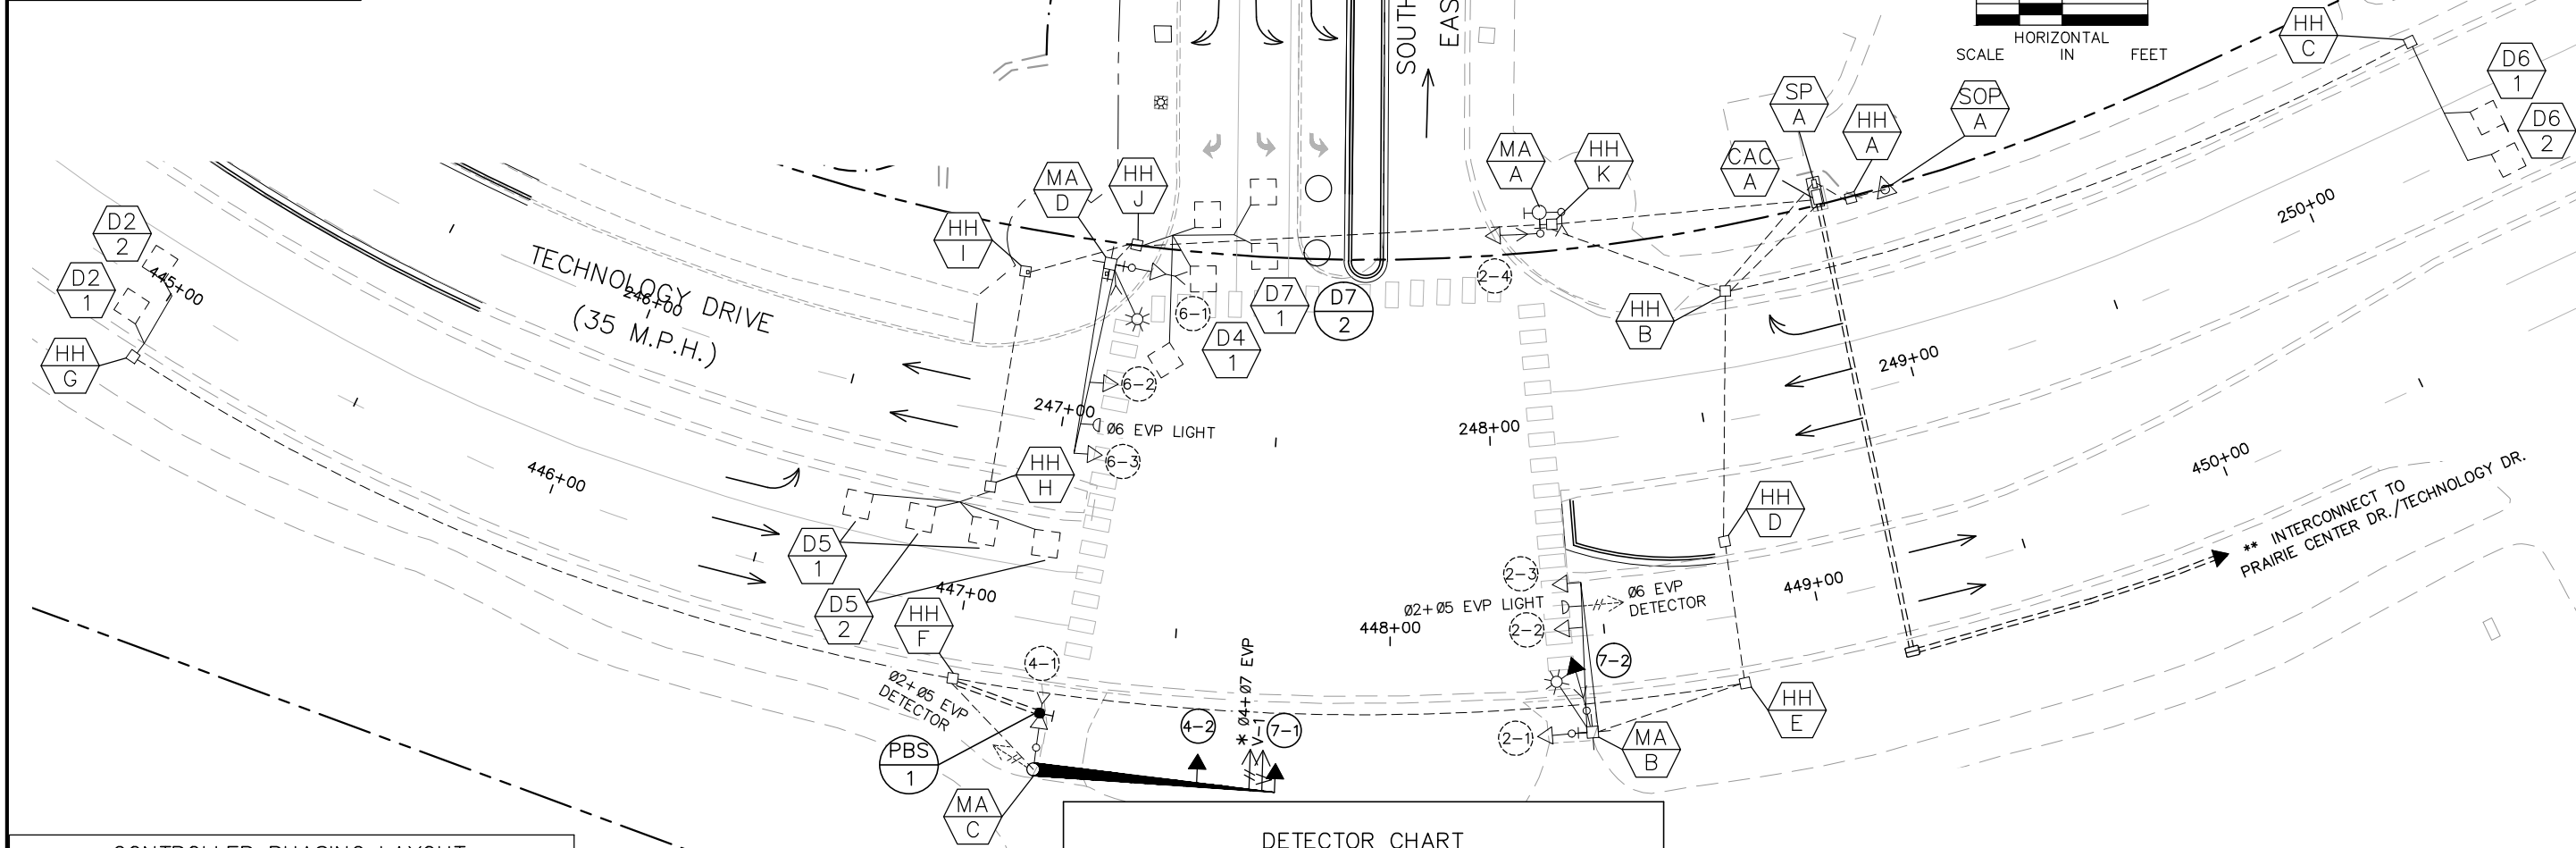 SOUTH
EAS
HORIZONTAL
SCALE IN FEET
HH
C
D6
1
D6
2
SP
A
HH
A
SOP
A
CAC
A
MA
A
HH
K
MA
D
HH
J
HH
I
D2
2
D2
1
HH
G
445+00
TECHNOLOGY DRIVE
246+00
(35 M.P.H.)
250+00
2-4
6-1
D7
1
D7
2
D4
1
HH
B
249+00
6-2
247+00
Ø6 EVP LIGHT
6-3
248+00
HH
H
446+00
450+00
** INTERCONNECT TO
PRAIRIE CENTER DR./TECHNOLOGY DR.
HH
D
D5
1
D5
2
447+00
HH
F
2-3
Ø2+Ø5 EVP LIGHT
Ø6 EVP
DETECTOR
2-2
449+00
448+00
4-1
7-2
Ø2+Ø5 EVP
DETECTOR
4-2
* Ø4+Ø7 EVP
V-1
7-1
2-1
HH
E
MA
B
PBS
1
MA
C
CONTROLLER PHASING LAYOUT
DETECTOR CHART